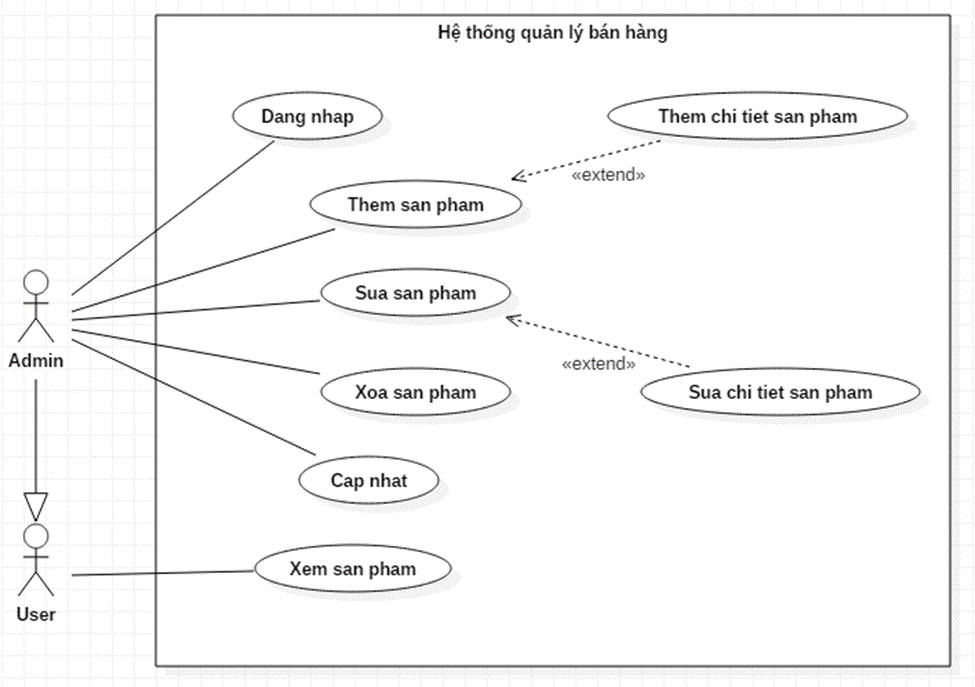 Hệ thống quản lý bán hàng
Dang nhap
Them chi tiet san pham
«extend»
Them san pham
Sua san pham
Admin
«extend»
Xoa san pham
Sua chi tiet san pham
Cap nhat
Xem san pham
User